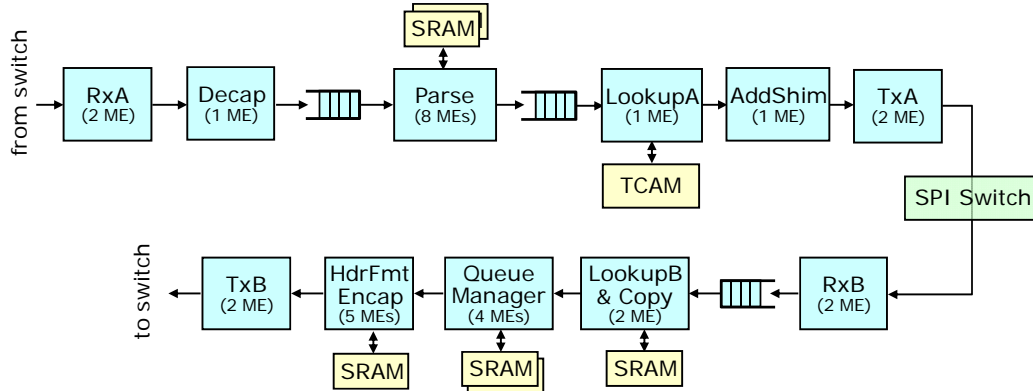 from switch
SRAM
RxA
(2 ME)
Decap
(1 ME)
Parse
(8 MEs)
LookupA
(1 ME)
AddShim
(1 ME)
TxA
(2 ME)
TCAM
SPI Switch
to switch
TxB
(2 ME)
HdrFmt
Encap
(5 MEs)
Queue
Manager
(4 MEs)
LookupB
& Copy
(2 ME)
RxB
(2 ME)
SRAM
SRAM
SRAM